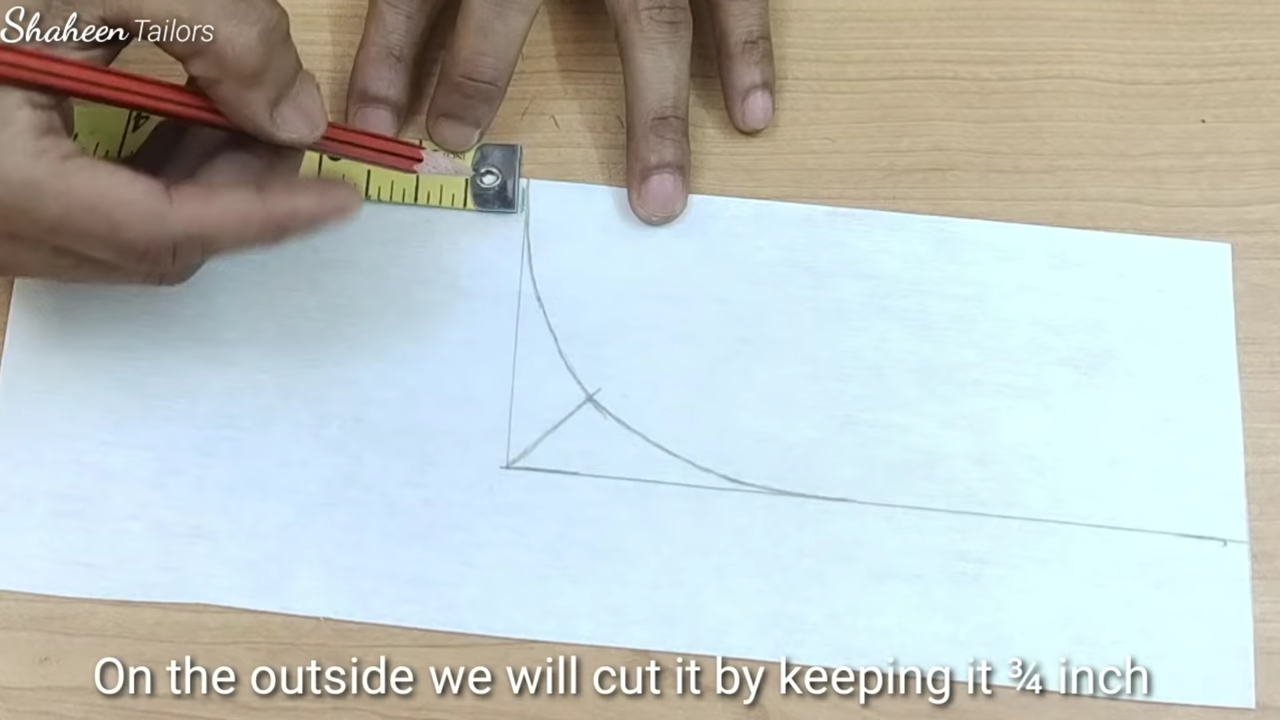 Shaheen Tailors
On the outside we will cut it by keeping it ¾ inch